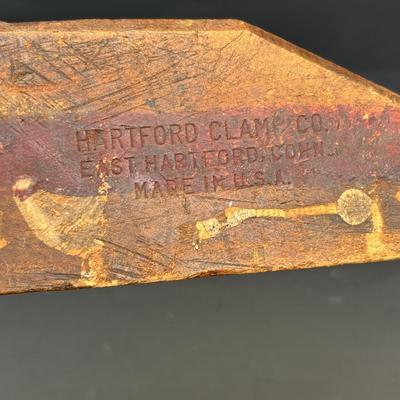 HARTFORD CLAMP CO.
EAST HARTFORD, CONN.
MADE IN U.S.A.